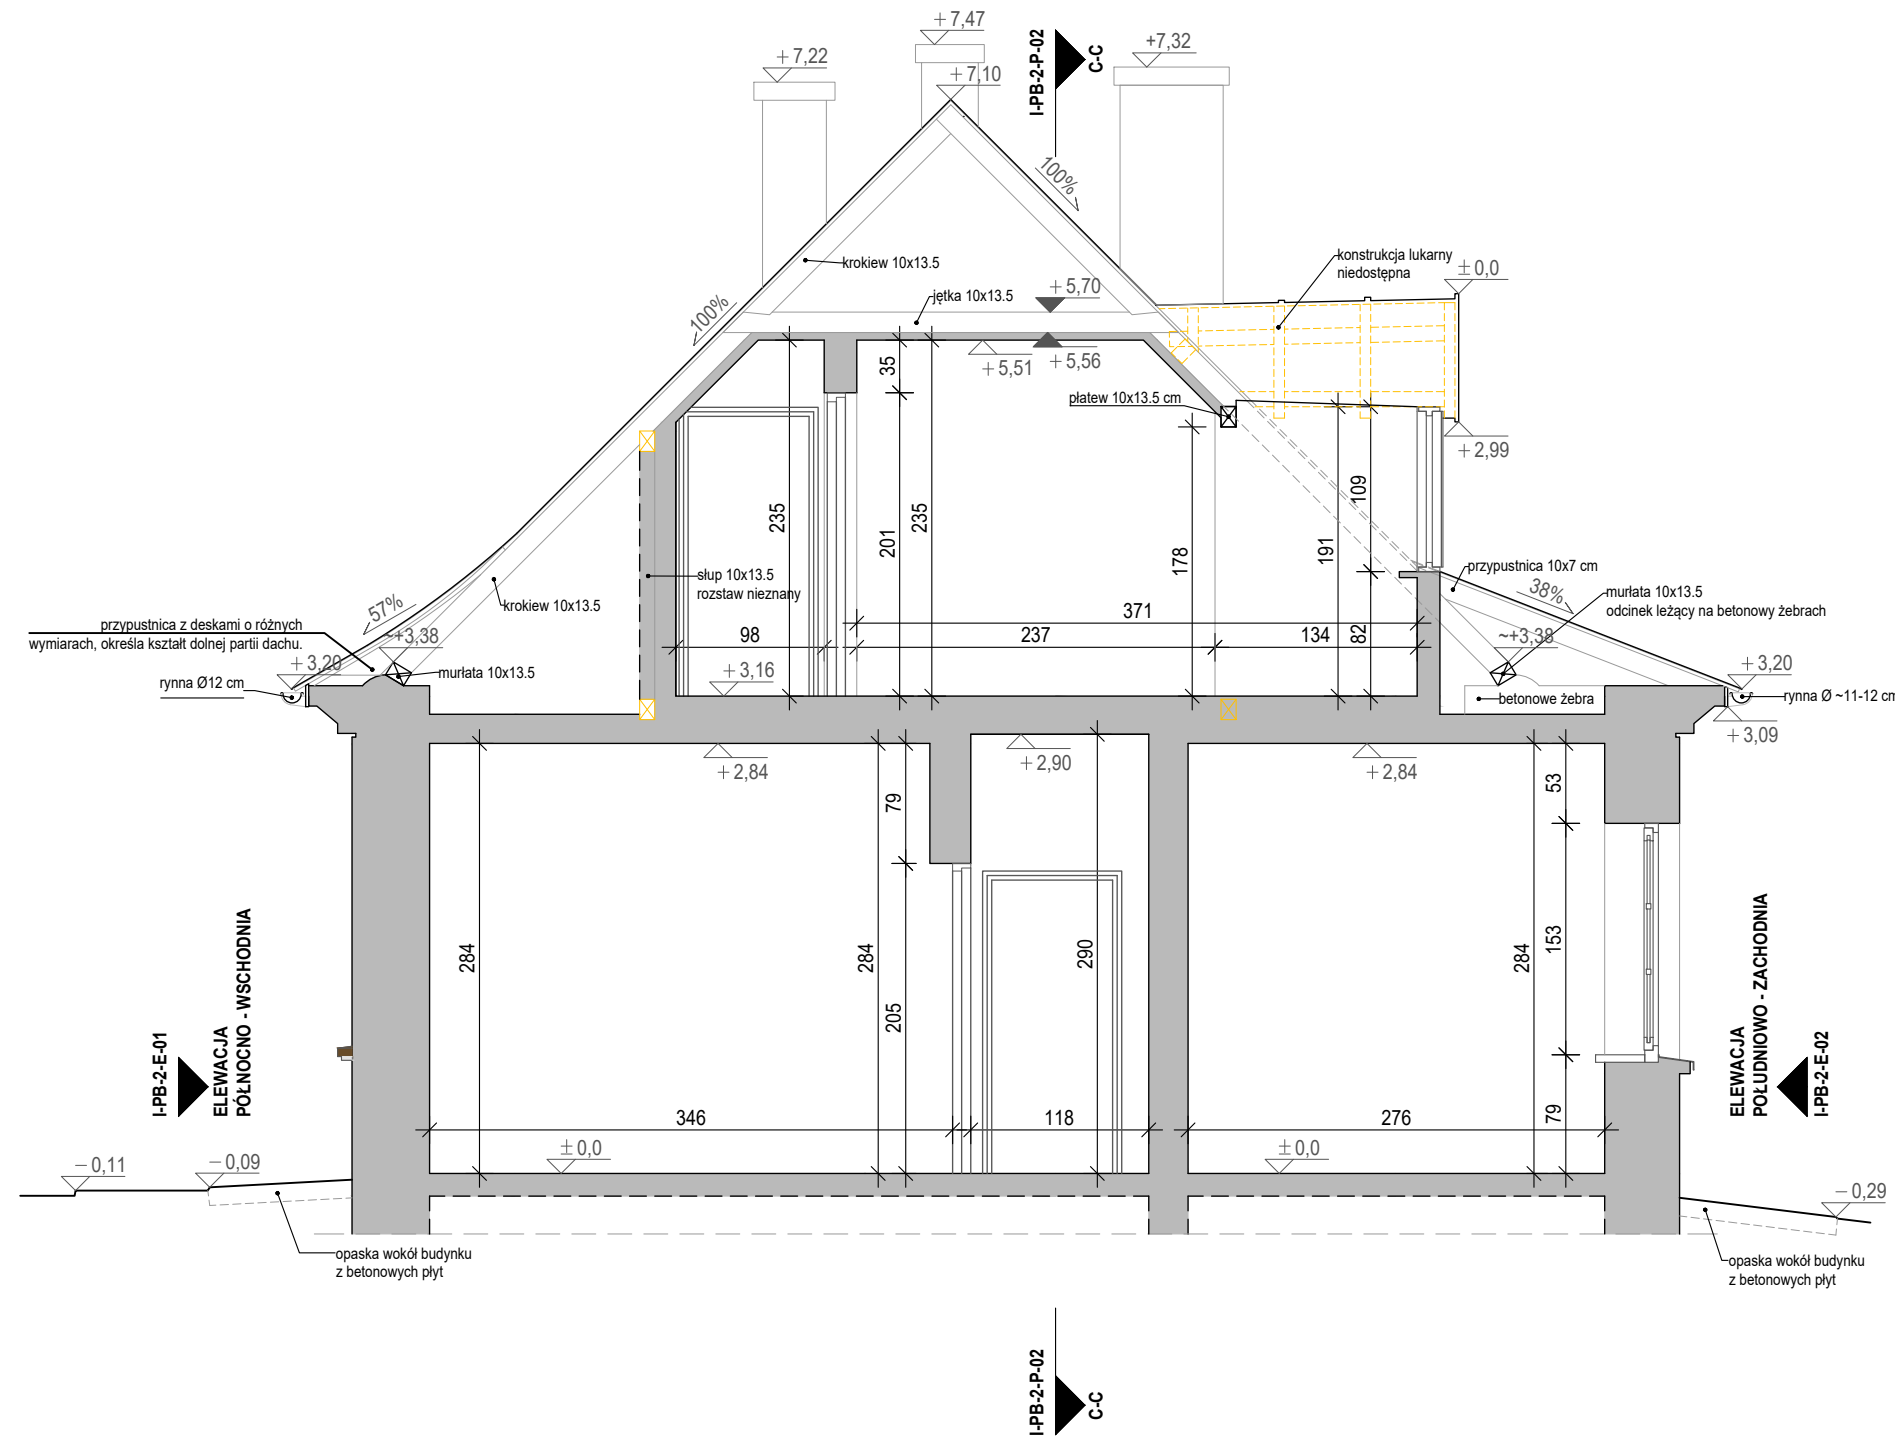 +7,47
+7,22
+7,32
+7,10
I-PB-2-P-02
C-C
100%
konstrukcja lukarny
niedostępna
±0,0
krokiew 10x13.5
jętka 10x13.5
+5,70
100%
+5,51
+5,56
35
płatew 10x13.5 cm
+2,99
235
201
235
178
191
109
słup 10x13.5
rozstaw nieznany
przypustnica 10x7 cm
38%
murłata 10x13.5
odcinek leżący na betonowy żebrach
57%
krokiew 10x13.5
przypustnica z deskami o różnych
wymiarach, określa kształt dolnej partii dachu.
~+3,38
371
98
237
134
82
~+3,38
+3,20
murłata 10x13.5
+3,16
+3,20
rynna Ø12 cm
betonowe żebra
rynna Ø ~11-12 cm
+3,09
+2,84
+2,90
+2,84
79
53
284
284
290
284
153
205
79
I-PB-2-E-01
ELEWACJA
PÓŁNOCNO - WSCHODNIA
ELEWACJA
POŁUDNIOWO - ZACHODNIA
I-PB-2-E-02
346
118
276
±0,0
±0,0
−0,11
−0,09
−0,29
opaska wokół budynku
z betonowych płyt
opaska wokół budynku
z betonowych płyt
I-PB-2-P-02
C-C